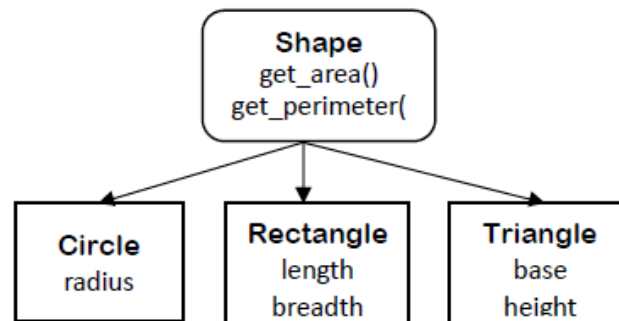 Shape
get_area()
get_perimeter(
Circle
radius
Rectangle
length
breadth
Triangle
base
height